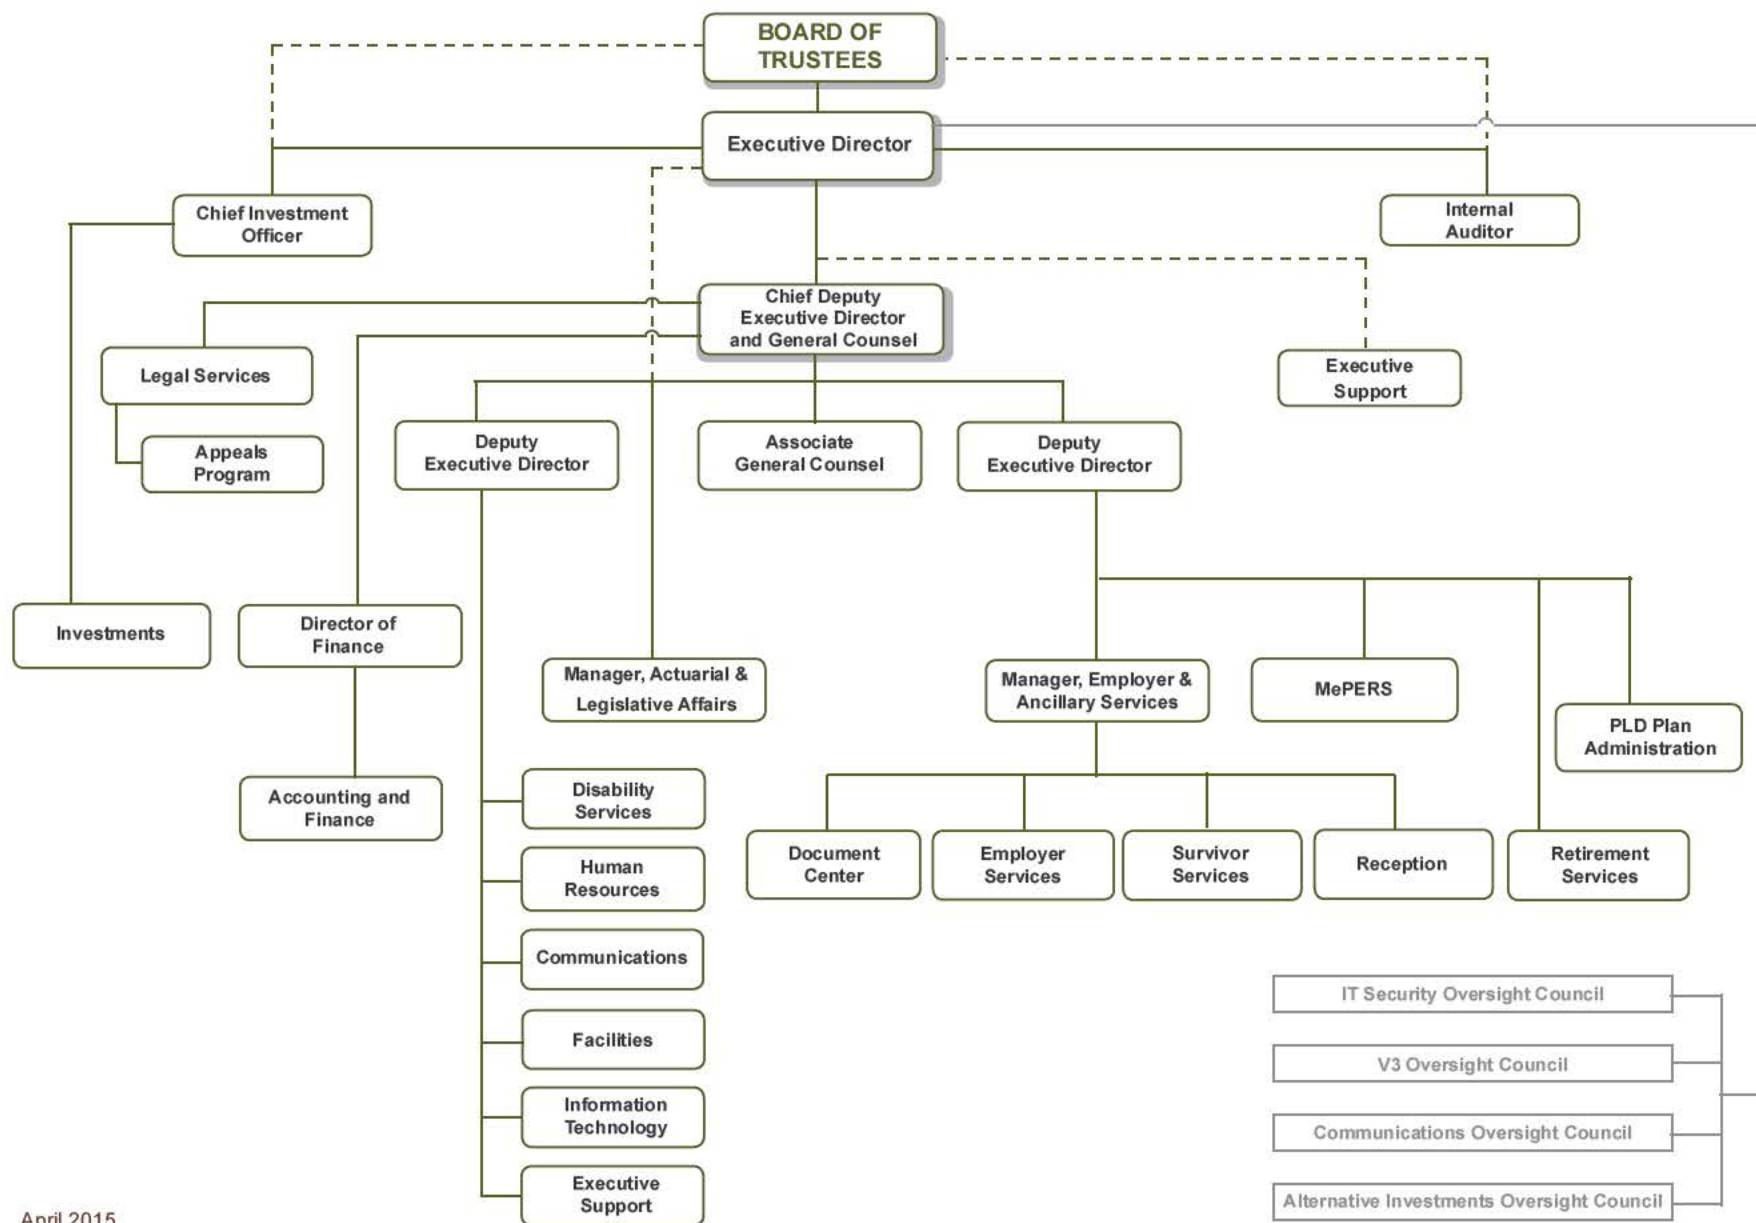 BOARD OF
TRUSTEES
Executive Director
Chief Investment
Officer
Internal
Auditor
Chief Deputy
Executive Director
and General Counsel
Legal Services
Executive
Support
Appeals
Program
Deputy
Executive Director
Associate
General Counsel
Deputy
Executive Director
Investments
Director of
Finance
Manager, Actuarial &
Legislative Affairs
Manager, Employer &
Ancillary Services
MePERS
PLD Plan
Administration
Accounting and
Finance
Disability
Services
Human
Resources
Communications
Facilities
Information
Technology
Executive
Support
Document
Center
Employer
Services
Survivor
Services
Reception
Retirement
Services
IT Security Oversight Council
V3 Oversight Council
Communications Oversight Council
Alternative Investments Oversight Council
April 2015